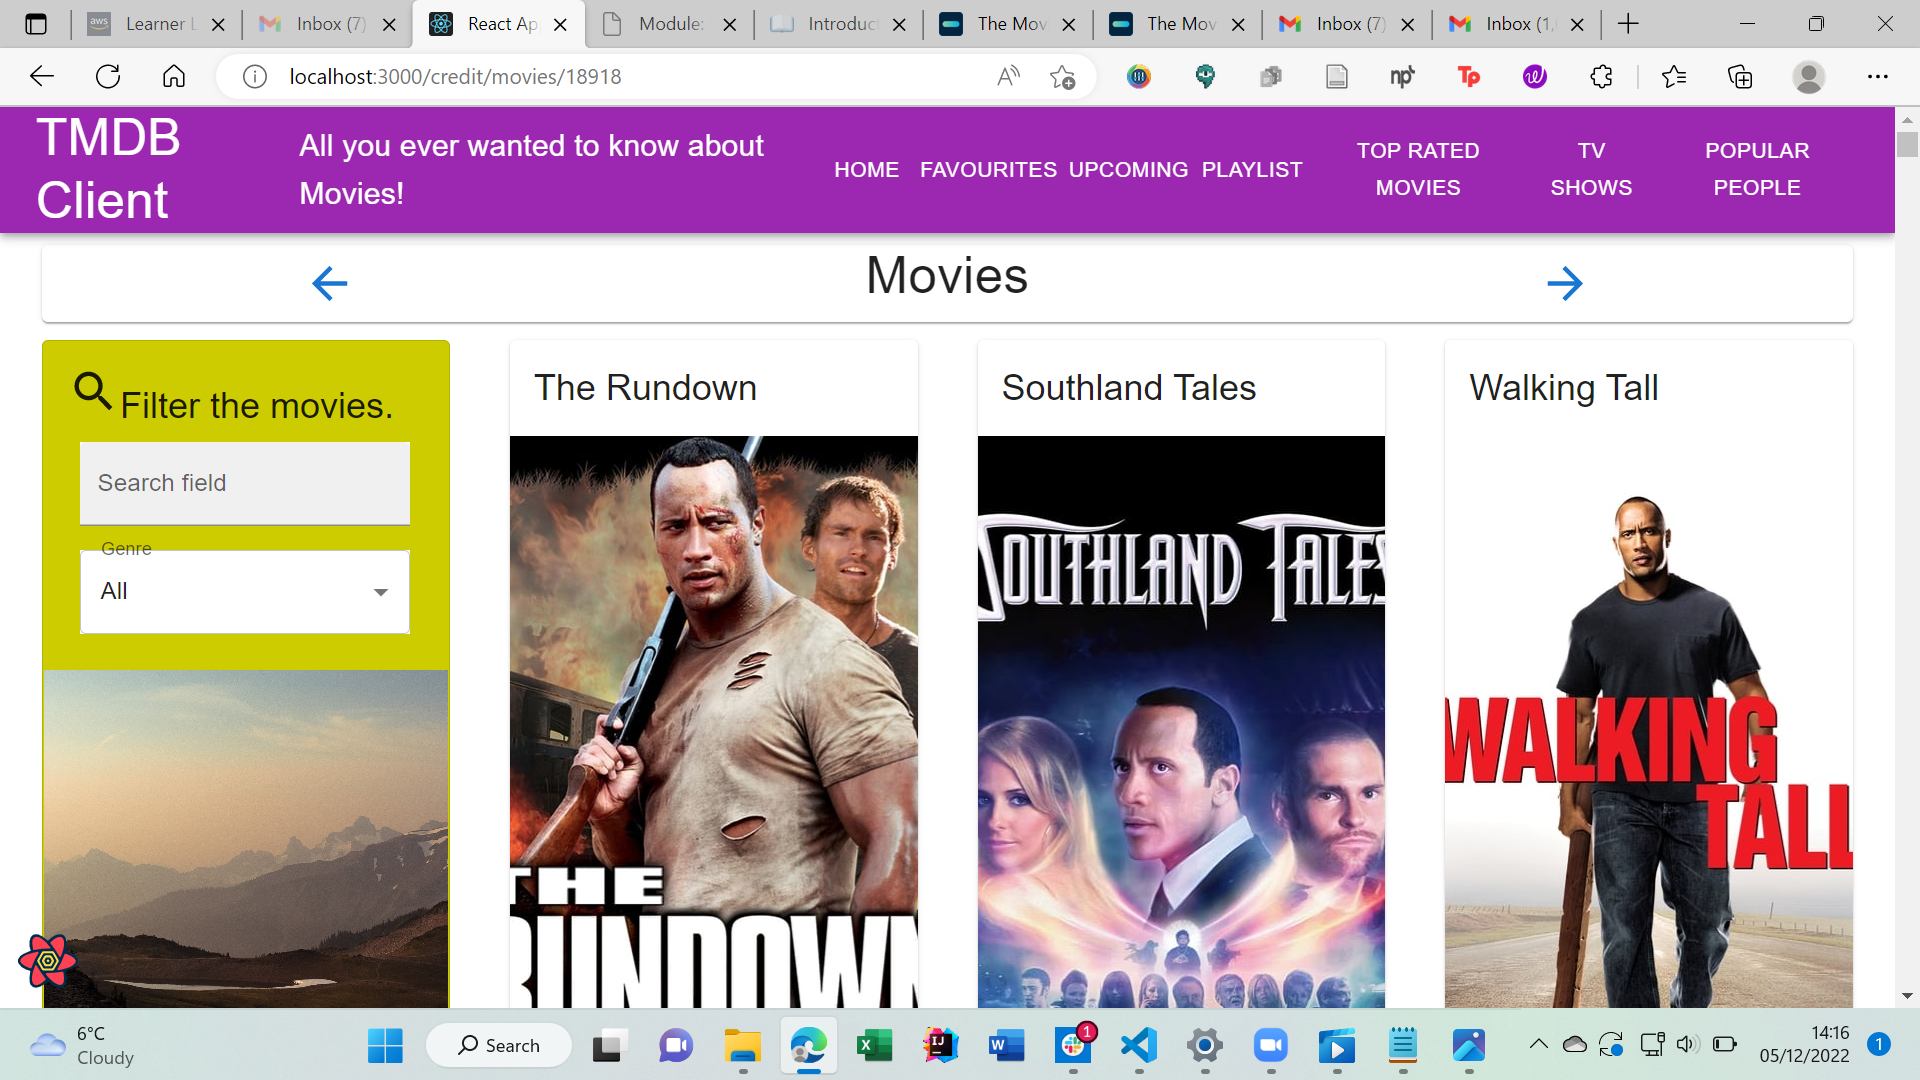 aws Learner L
Inbox (7)
React Ap
Module:
Introduc
The Mov
The Mov
Inbox (7)
Inbox (1,
localhost:3000/credit/movies/18918
TMDB
Client
All you ever wanted to know about
Movies!
HOME
FAVOURITES
UPCOMING
PLAYLIST
TOP RATED
MOVIES
TV
SHOWS
POPULAR
PEOPLE
Movies
Filter the movies.
Search field
Genre
All
The Rundown
THE
RUNDOWN
Southland Tales
SOUTHLAND TALES
Walking Tall
WALKING
TALL
6°C
Cloudy
Search
1
14:16
05/12/2022
1